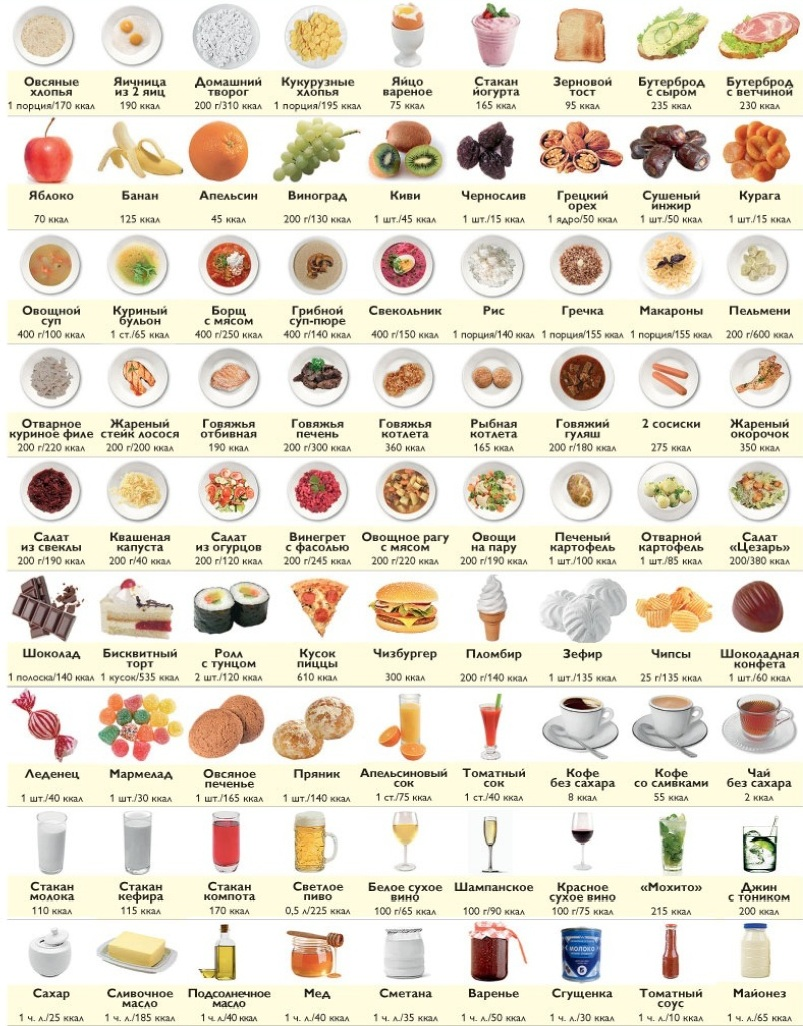 Овсяные
хлопья
1 порция/170 ккал
Яичница
из 2 яиц
190 ккал
Домашний
творог
200 г/310 ккал
Кукурузные
хлопья
1 порция/195 ккал
Яйцо
вареное
75 ккал
Стакан
йогурта
165 ккал
Зерновой
тост
95 ккал
Бутерброд
с сыром
235 ккал
Бутерброд
с ветчиной
230 ккал
Яблоко
70 ккал
Банан
125 ккал
Апельсин
45 ккал
Виноград
200 г/130 ккал
Киви
1 шт./45 ккал
Чернослив
1 шт./15 ккал
Грецкий
орех
1 ядро/50 ккал
Сушеный
инжир
1 шт./50 ккал
Курага
1 шт./15 ккал
Овощной
суп
400 г/100 ккал
Куриный
бульон
1 ст./65 ккал
Борщ
с мясом
400 г/250 ккал
Грибной
суп-пюре
400 г/140 ккал
Свекольник
400 г/150 ккал
Рис
1 порция/140 ккал
Гречка
1 порция/155 ккал
Макароны
1 порция/155 ккал
Пельмени
200 г/600 ккал
Отварное
куриное филе
200 г/220 ккал
Жареный
стейк лосося
200 г/200 ккал
Говяжья
отбивная
190 ккал
Говяжья
печень
200 г/300 ккал
Говяжья
котлета
360 ккал
Рыбная
котлета
165 ккал
Говяжий
гуляш
200 г/180 ккал
2 сосиски
275 ккал
Жареный
окорочок
350 ккал
Салат
из свеклы
200 г/190 ккал
Квашеная
капуста
200 г/40 ккал
Салат
из огурцов
200 г/120 ккал
Винегрет
с фасолью
200 г/245 ккал
Овощное рагу
с мясом
200 г/220 ккал
Овощи
на пару
200 г/190 ккал
Печеный
картофель
1 шт./100 ккал
Отварной
картофель
1 шт./85 ккал
Салат
«Цезарь»
200/380 ккал
Шоколад
1 полоска/140 ккал
Бисквитный
торт
1 кусок/535 ккал
Ролл
с тунцом
2 шт./120 ккал
Кусок
пиццы
610 ккал
Чизбургер
300 ккал
Пломбир
200 г/140 ккал
Зефир
1 шт./135 ккал
Чипсы
25 г/135 ккал
Шоколадная
конфета
1 шт./60 ккал
Леденец
1 шт./40 ккал
Мармелад
1 шт./30 ккал
Овсяное
печенье
1 шт./165 ккал
Пряник
1 шт./140 ккал
Апельсиновый
сок
1 ст./75 ккал
Томатный
сок
1 ст./40 ккал
Кофе
без сахара
8 ккал
Кофе
со сливками
55 ккал
Чай
без сахара
2 ккал
Стакан
молока
110 ккал
Стакан
кефира
115 ккал
Стакан
компота
170 ккал
Светлое
пиво
0,5 л/225 ккал
Белое сухое
вино
100 г/65 ккал
Шампанское
100 г/90 ккал
Красное
сухое вино
100 г/75 ккал
«Мохито»
215 ккал
Джин
с тоником
200 ккал
Сахар
1 ч. л./25 ккал
Сливочное
масло
1 ч. л./185 ккал
Подсолнечное
масло
1 ч. л./40 ккал
Мед
1 ч. л./40 ккал
Сметана
1 ч. л./35 ккал
Варенье
1 ч. л./50 ккал
МОЛОКО
Сгущенка
1 ч. л./30 ккал
Томатный
соус
1 ч. л./10 ккал
Майонез
1 ч. л./65 ккал